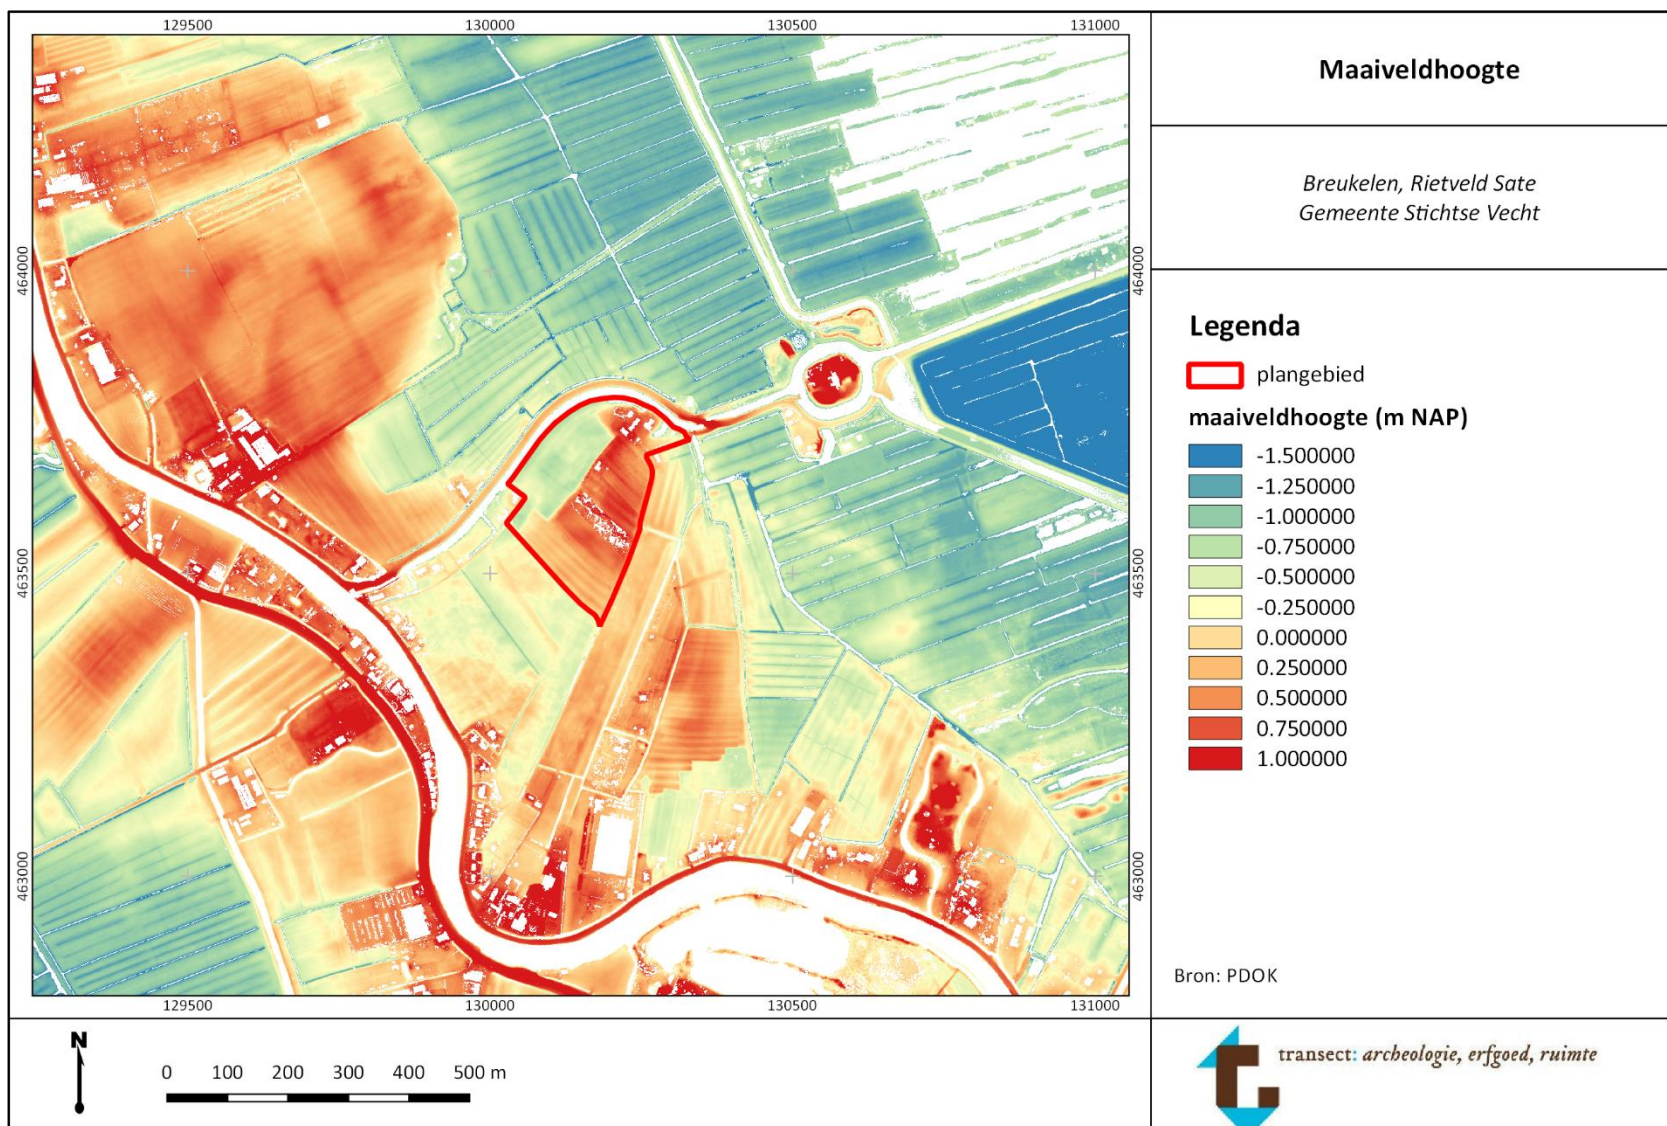 129500 130000 130500 131000
464000 464000
463500 463500
463000 463000
129500 130000 130500 131000
Maaiveldhoogte
Breukelen, Rietveld Sate
Gemeente Stichtse Vecht
Legenda
plangebied
maaiveldhoogte (m NAP)
-1.500000
-1.250000
-1.000000
-0.750000
-0.500000
-0.250000
0.000000
0.250000
0.500000
0.750000
1.000000
Bron: PDOK
N
0 100 200 300 400 500 m
transect: archeologie, erfgoed, ruimte